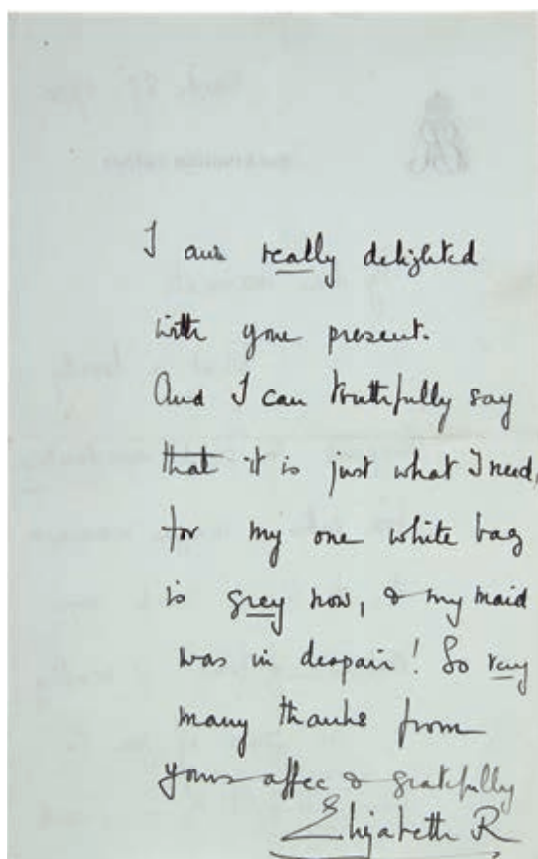 I am really delighted
with your present.
And I can truthfully say
that it is just what I need,
for my one white bag
is grey now, & my maid
was in despair! So very
many thanks from
yours affec & gratefully
Elizabeth R